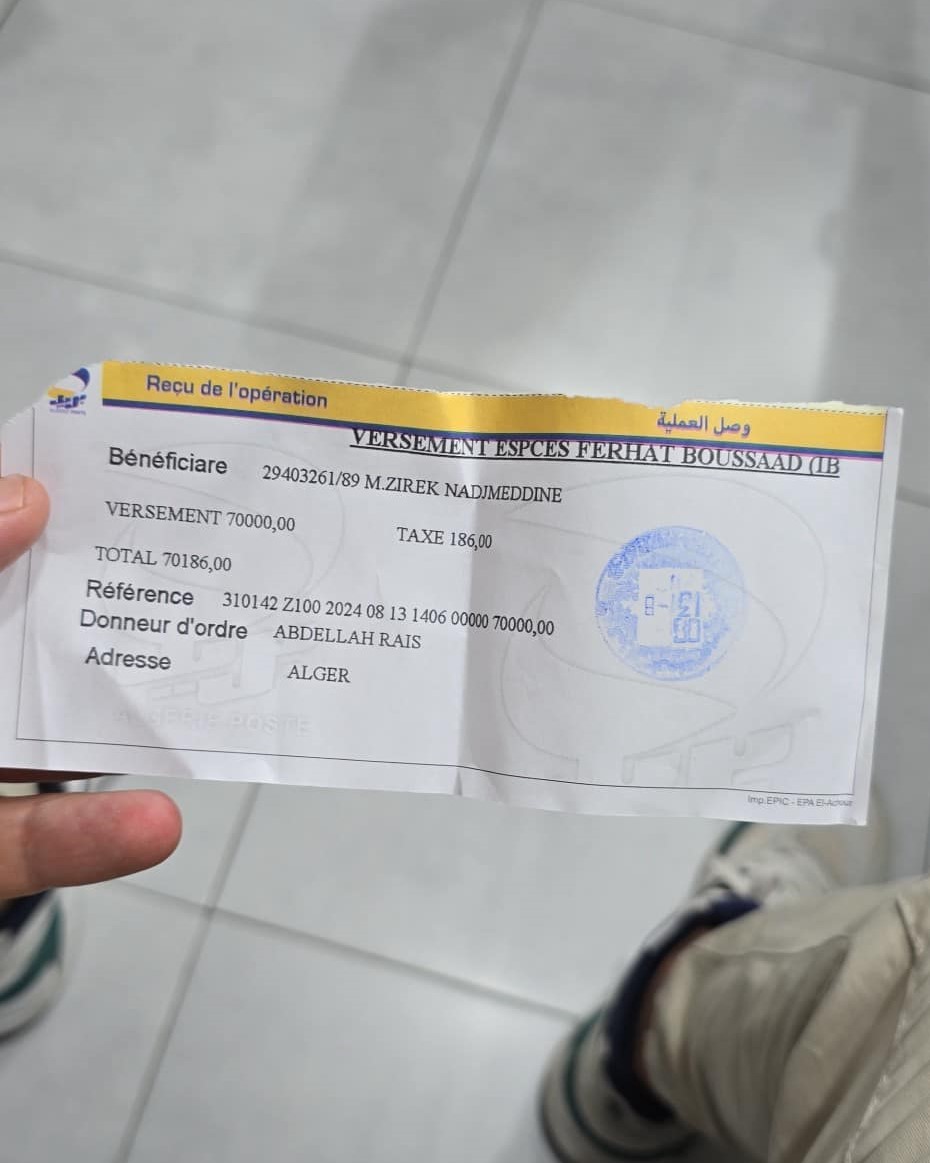 Reçu de l'opération
وصل العملية
VERSEMENT ESPCES FERHAT BOUSSAAD (IB
Bénéficiare 29403261/89 M.ZIREK NADJMEDDINE
VERSEMENT 70000,00 TAXE 186,00
TOTAL 70186,00
Référence 310142 Z100 2024 08 13 1406 00000 70000,00
Donneur d'ordre ABDELLAH RAIS
Adresse ALGER
ALGERIE POSTE
Imp.EPIC - EPA El-Achour